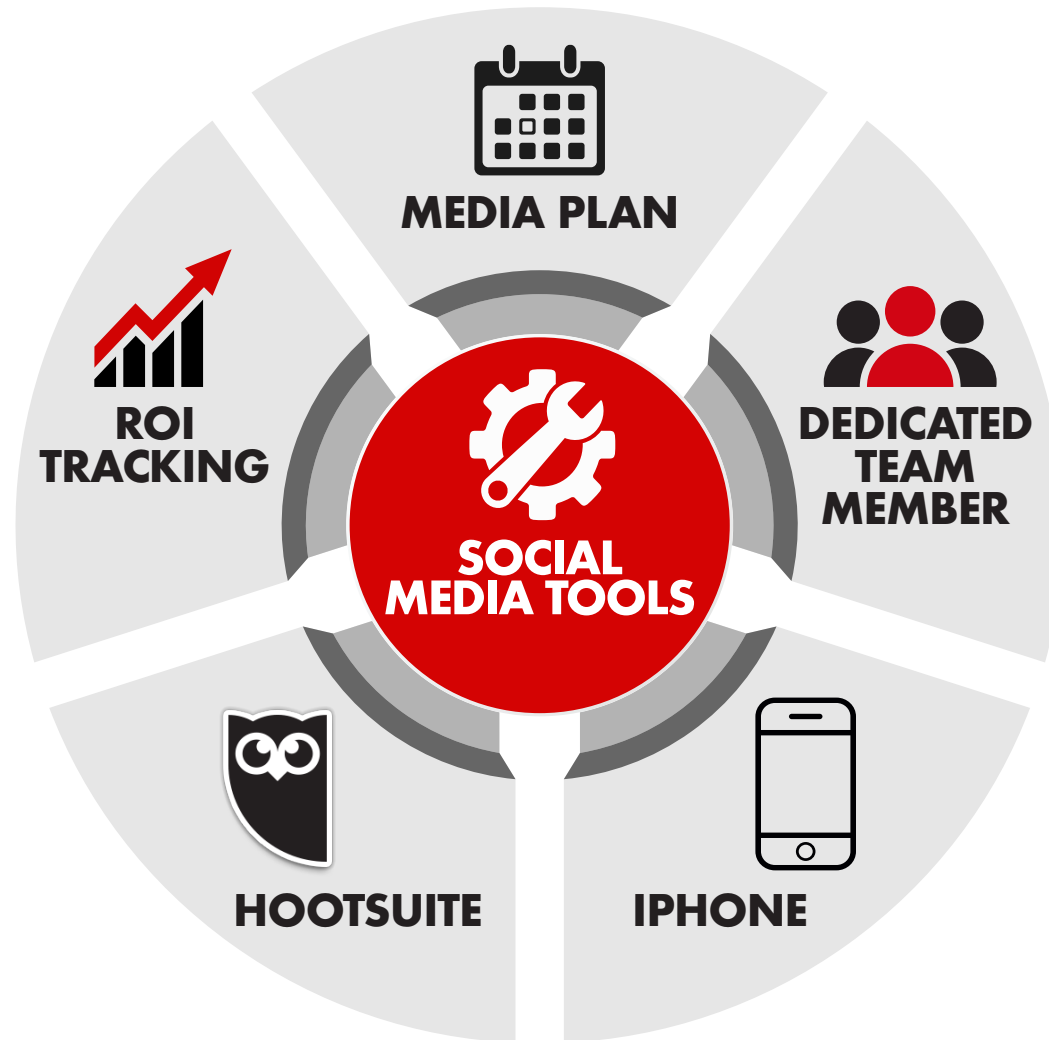 MEDIA PLAN
DEDICATED
TEAM
MEMBER
IPHONE
HOOTSUITE
ROI
TRACKING
SOCIAL
MEDIA TOOLS